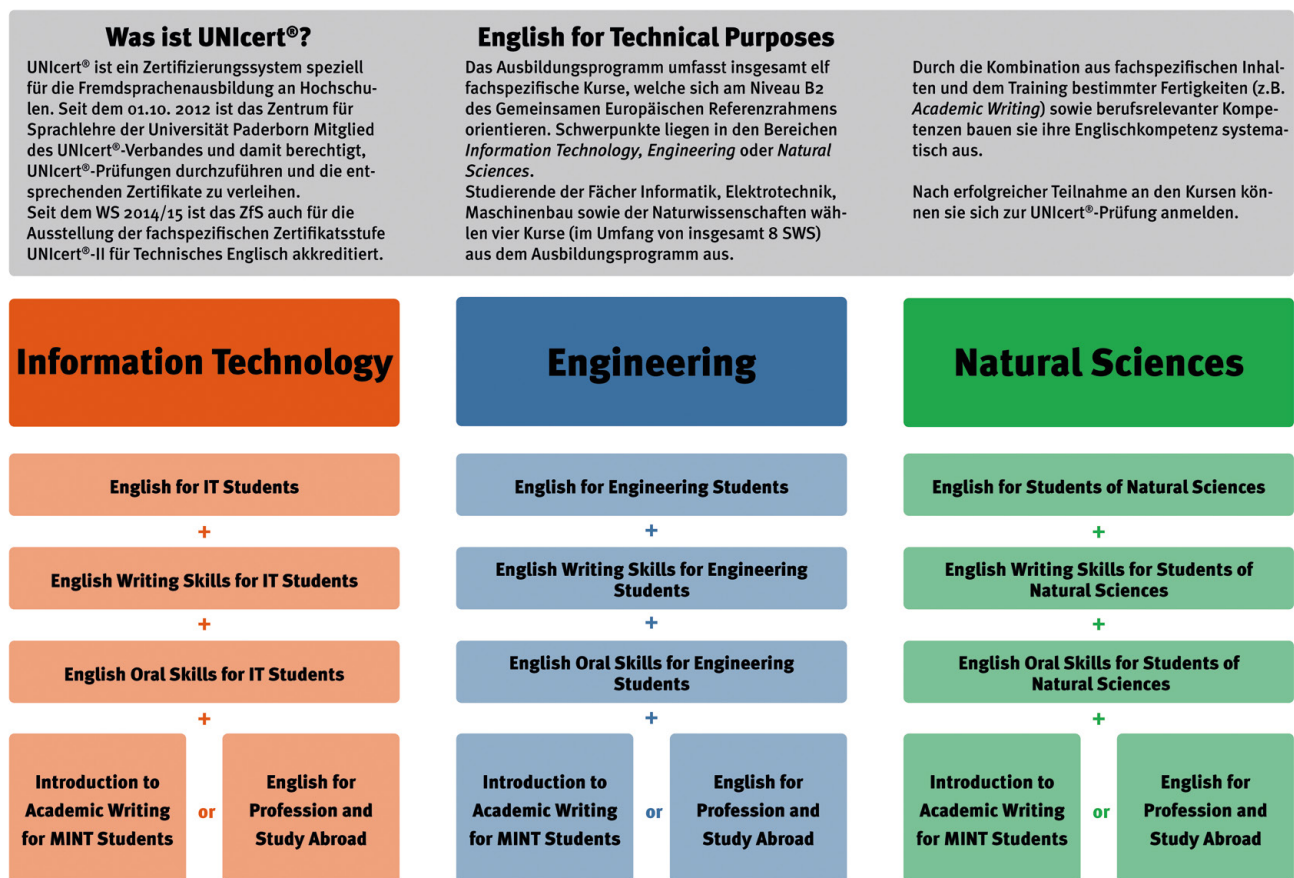 Was ist UNIcert®?
UNIcert® ist ein Zertifizierungssystem speziell
für die Fremdsprachenausbildung an Hochschu-
len. Seit dem 01.10. 2012 ist das Zentrum für
Sprachlehre der Universität Paderborn Mitglied
des UNIcert®-Verbandes und damit berechtigt,
UNIcert®-Prüfungen durchzuführen und die ent-
sprechenden Zertifikate zu verleihen.
Seit dem WS 2014/15 ist das ZfS auch für die
Ausstellung der fachspezifischen Zertifikatsstufe
UNIcert®-II für Technisches Englisch akkreditiert.
English for Technical Purposes
Das Ausbildungsprogramm umfasst insgesamt elf
fachspezifische Kurse, welche sich am Niveau B2
des Gemeinsamen Europäischen Referenzrahmens
orientieren. Schwerpunkte liegen in den Bereichen
Information Technology, Engineering oder Natural
Sciences.
Studierende der Fächer Informatik, Elektrotechnik,
Maschinenbau sowie der Naturwissenschaften wäh-
len vier Kurse (im Umfang von insgesamt 8 SWS)
aus dem Ausbildungsprogramm aus.
Durch die Kombination aus fachspezifischen Inhal-
ten und dem Training bestimmter Fertigkeiten (z.B.
Academic Writing) sowie berufsrelevanter Kompe-
tenzen bauen sie ihre Englischkompetenz systema-
tisch aus.
Nach erfolgreicher Teilnahme an den Kursen kön-
nen sie sich zur UNIcert®-Prüfung anmelden.
Information Technology
English for IT Students
+
English Writing Skills for IT Students
+
English Oral Skills for IT Students
+
Introduction to
Academic Writing
for MINT Students
or
English for
Profession and
Study Abroad
Engineering
English for Engineering Students
+
English Writing Skills for Engineering
Students
+
English Oral Skills for Engineering
Students
+
Introduction to
Academic Writing
for MINT Students
or
English for
Profession and
Study Abroad
Natural Sciences
English for Students of Natural Sciences
+
English Writing Skills for Students of
Natural Sciences
+
English Oral Skills for Students of
Natural Sciences
+
Introduction to
Academic Writing
for MINT Students
or
English for
Profession and
Study Abroad